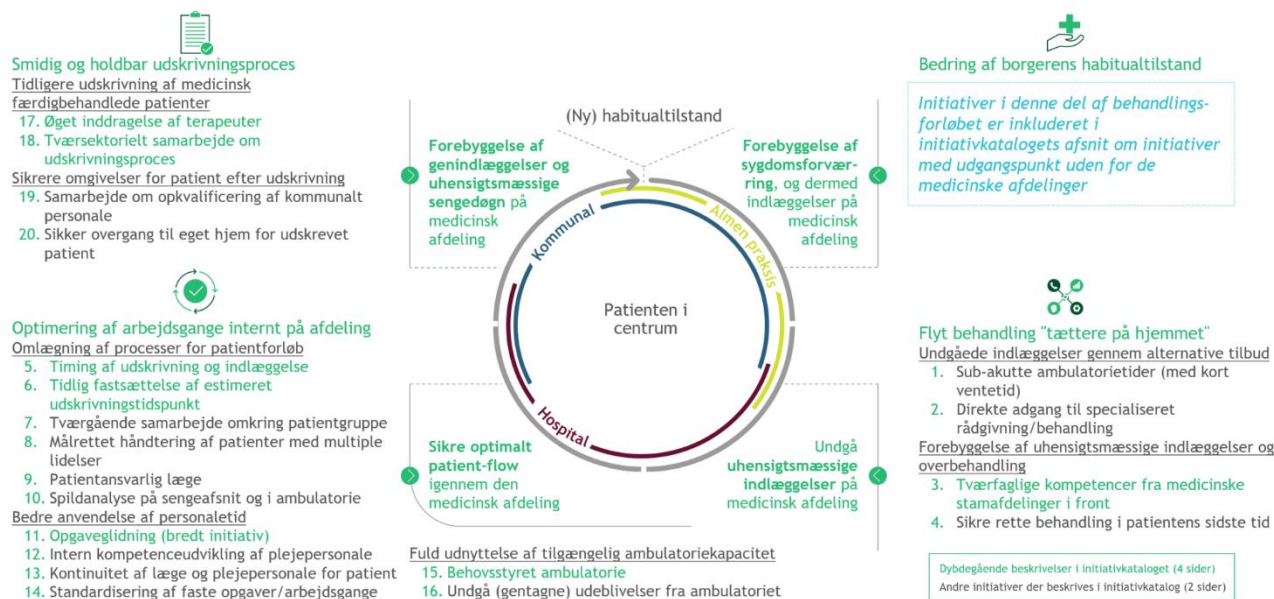 Smidig og holdbar udskrivningsproces
Tidligere udskrivning af medicinsk
færdigbehandlede patienter
17. Øget inddragelse af terapeuter
18. Tværsektorielt samarbejde om
udskrivningsproces
Sikrere omgivelser for patient efter udskrivning
19. Samarbejde om opkvalificering af kommunalt
personale
20. Sikker overgang til eget hjem for udskrevet
patient
Optimering af arbejdsgange internt på afdeling
Omlægning af processer for patientforløb
5. Timing af udskrivning og indlæggelse
6. Tidlig fastsættelse af estimeret
udskrivningstidspunkt
7. Tværgående samarbejde omkring patientgruppe
8. Målrettet håndtering af patienter med multiple
lidelser
9. Patientansvarlig læge
10. Spildanalyse på sengeafsnit og i ambulatorie
Bedre anvendelse af personaletid
11. Opgaveglidning (bredt initiativ)
12. Intern kompetenceudvikling af plejepersonale
13. Kontinuitet af læge og plejepersonale for patient
14. Standardisering af faste opgaver/arbejdsgange
(Ny) habitualtilstand
Forebyggelse af
genindlæggelser og
uhensigtsmæssige
sengedøgn på
medicinsk
afdeling
Forebyggelse af
sygdomsforvær-
ring, og dermed
indlæggelser på
medicinsk
afdeling
Kommunal
Almen praksis
Hospital
Patienten i
centrum
Sikre optimalt
patient-flow
igennem den
medicinsk afdeling
Undgå
uhensigtsmæssige
indlæggelser på
medicinsk afdeling
Fuld udnyttelse af tilgængelig ambulatoriekapacitet
15. Behovsstyret ambulatorie
16. Undgå (gentagne) udeblivelser fra ambulatoriet
Bedring af borgerens habitualtilstand
Initiativer i denne del af behandlings-
forløbet er inkluderet i
initiativkatalogets afsnit om initiativer
med udgangspunkt uden for de
medicinske afdelinger
Flyt behandling "tættere på hjemmet"
Undgåede indlæggelser gennem alternative tilbud
1. Sub-akutte ambulatorietider (med kort
ventetid)
2. Direkte adgang til specialiseret
rådgivning/behandling
Forebyggelse af uhensigtsmæssige indlæggelser og
overbehandling
3. Tværfaglige kompetencer fra medicinske
stamafdelinger i front
4. Sikre rette behandling i patientens sidste tid
Dybdegående beskrivelser i initiativkataloget (4 sider)
Andre initiativer der beskrives i initiativkatalog (2 sider)